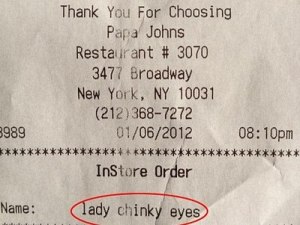 Thank You For Choosing
Papa Johns
Restaurant # 3070
3477 Broadway
New York, NY 10031
(212)368-7272
8989 01/06/2012 08:10pm
****************************************
InStore Order
Name: lady chinky eyes